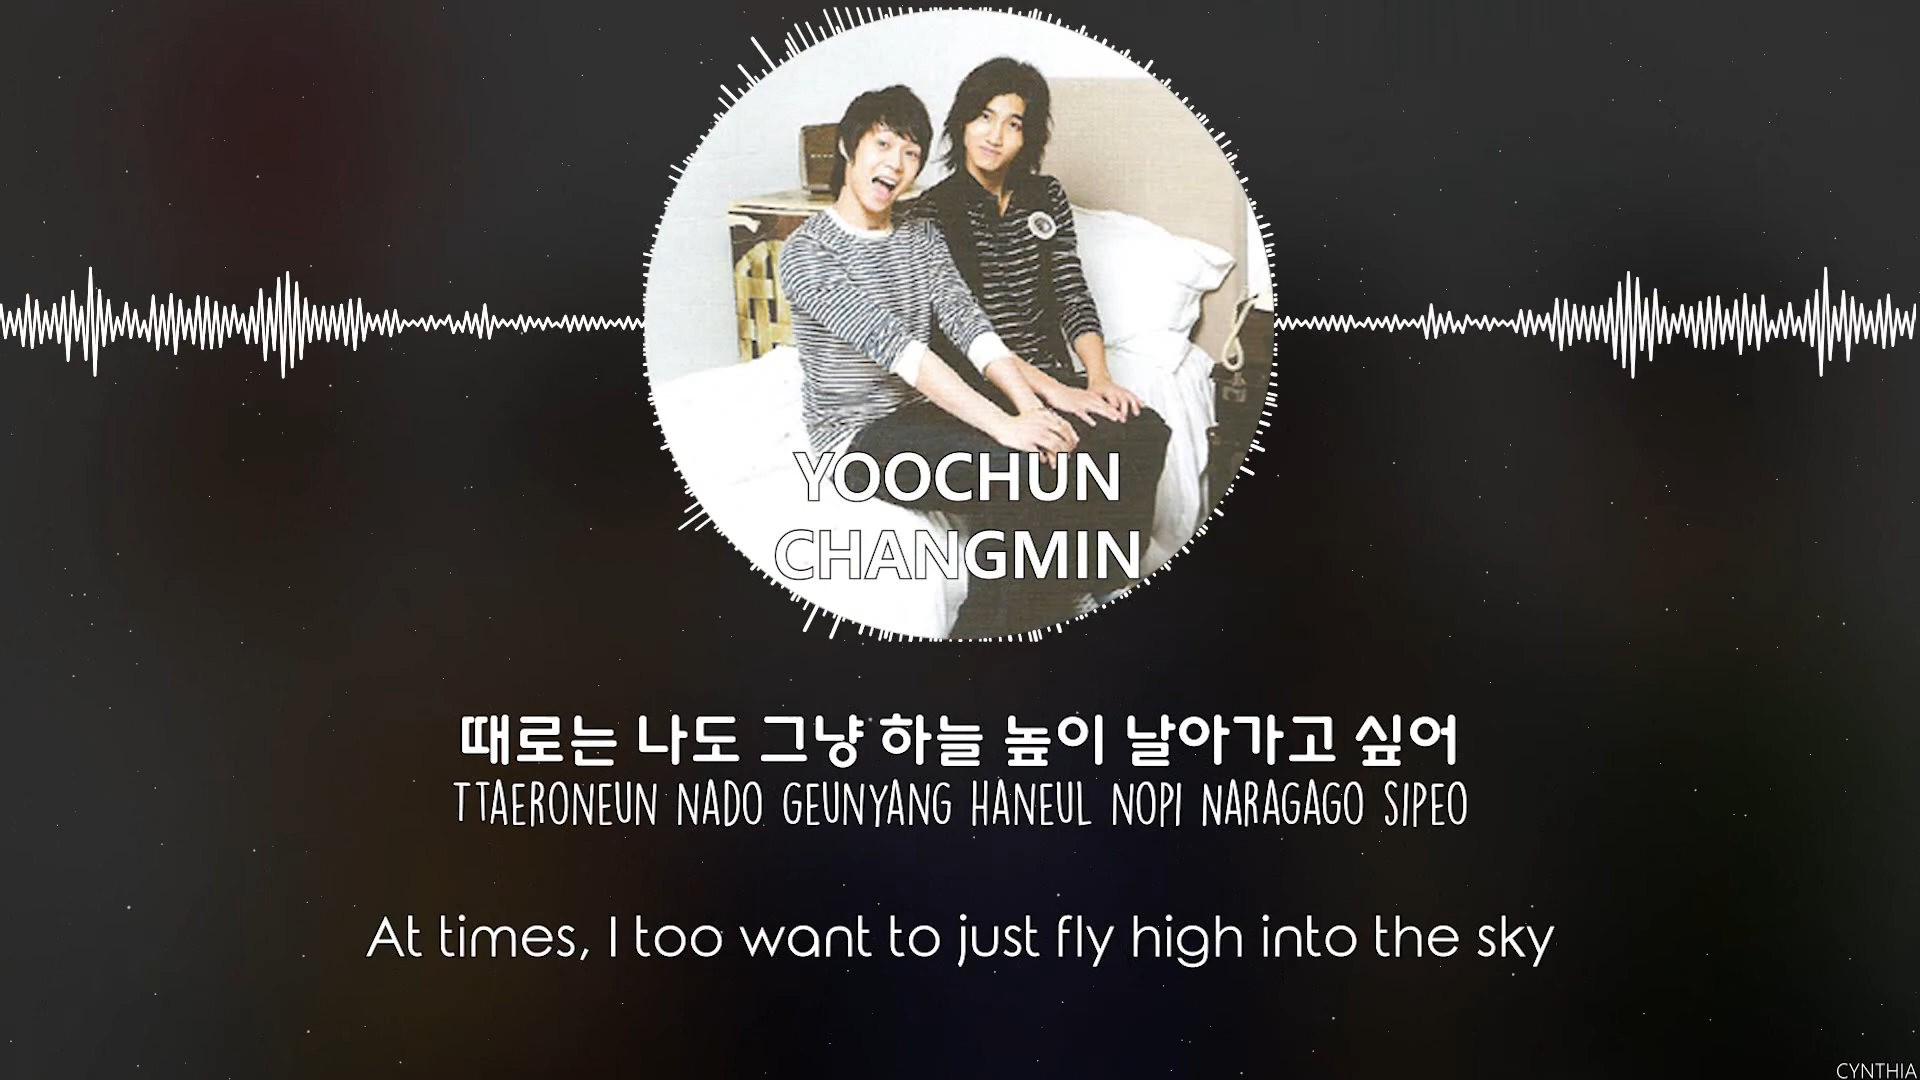 YOOCHUN
CHANGMIN
때로는 나도 그냥 하늘 높이 날아가고 싶어
TTAERONEUN NADO GEUNYANG HANEUL NOPI NARAGAGO SIPEO
At times, I too want to just fly high into the sky
CYNTHIA